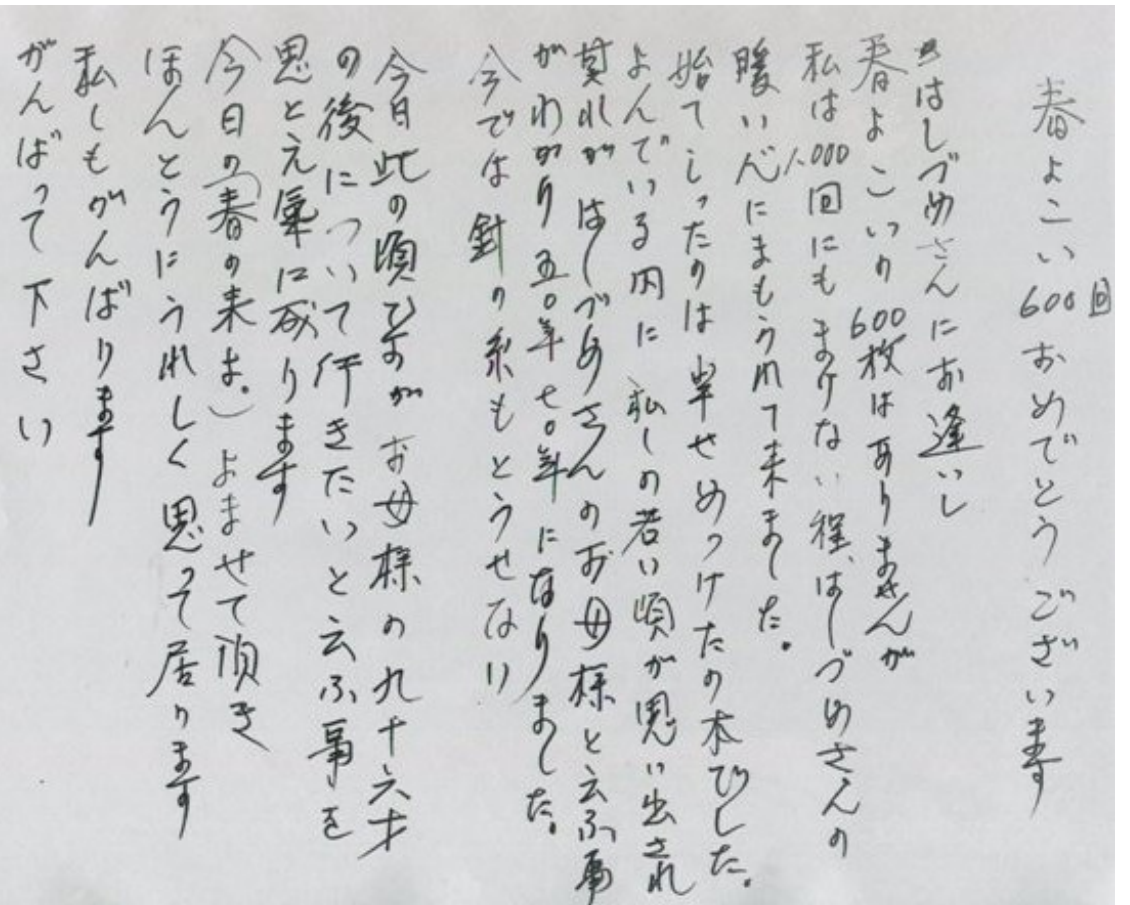 春よこい600回おめでとうございます
はしづめさんにお逢いし
春よこいの600枚はありませんが
私は1,000回にもまけない程、はしづめさんの
暖い心にまもられて来ました。
始てしったのは幸せめっけたの本でした。
よんでいる内に私しの若い頃が思い出され
其れがはしづめさんのお母様と云ふ事
がわかり五〇年七〇年になりました。
今では針の糸もとうせない
今日此の頃ですがお母様の九十六才
の後について行きたいと云ふ事を
思とえ氣に成ります
今日の(春の来は。)よませて頂き
ほんとうにうれしく思って居ります
私しもがんばります
がんばって下さい